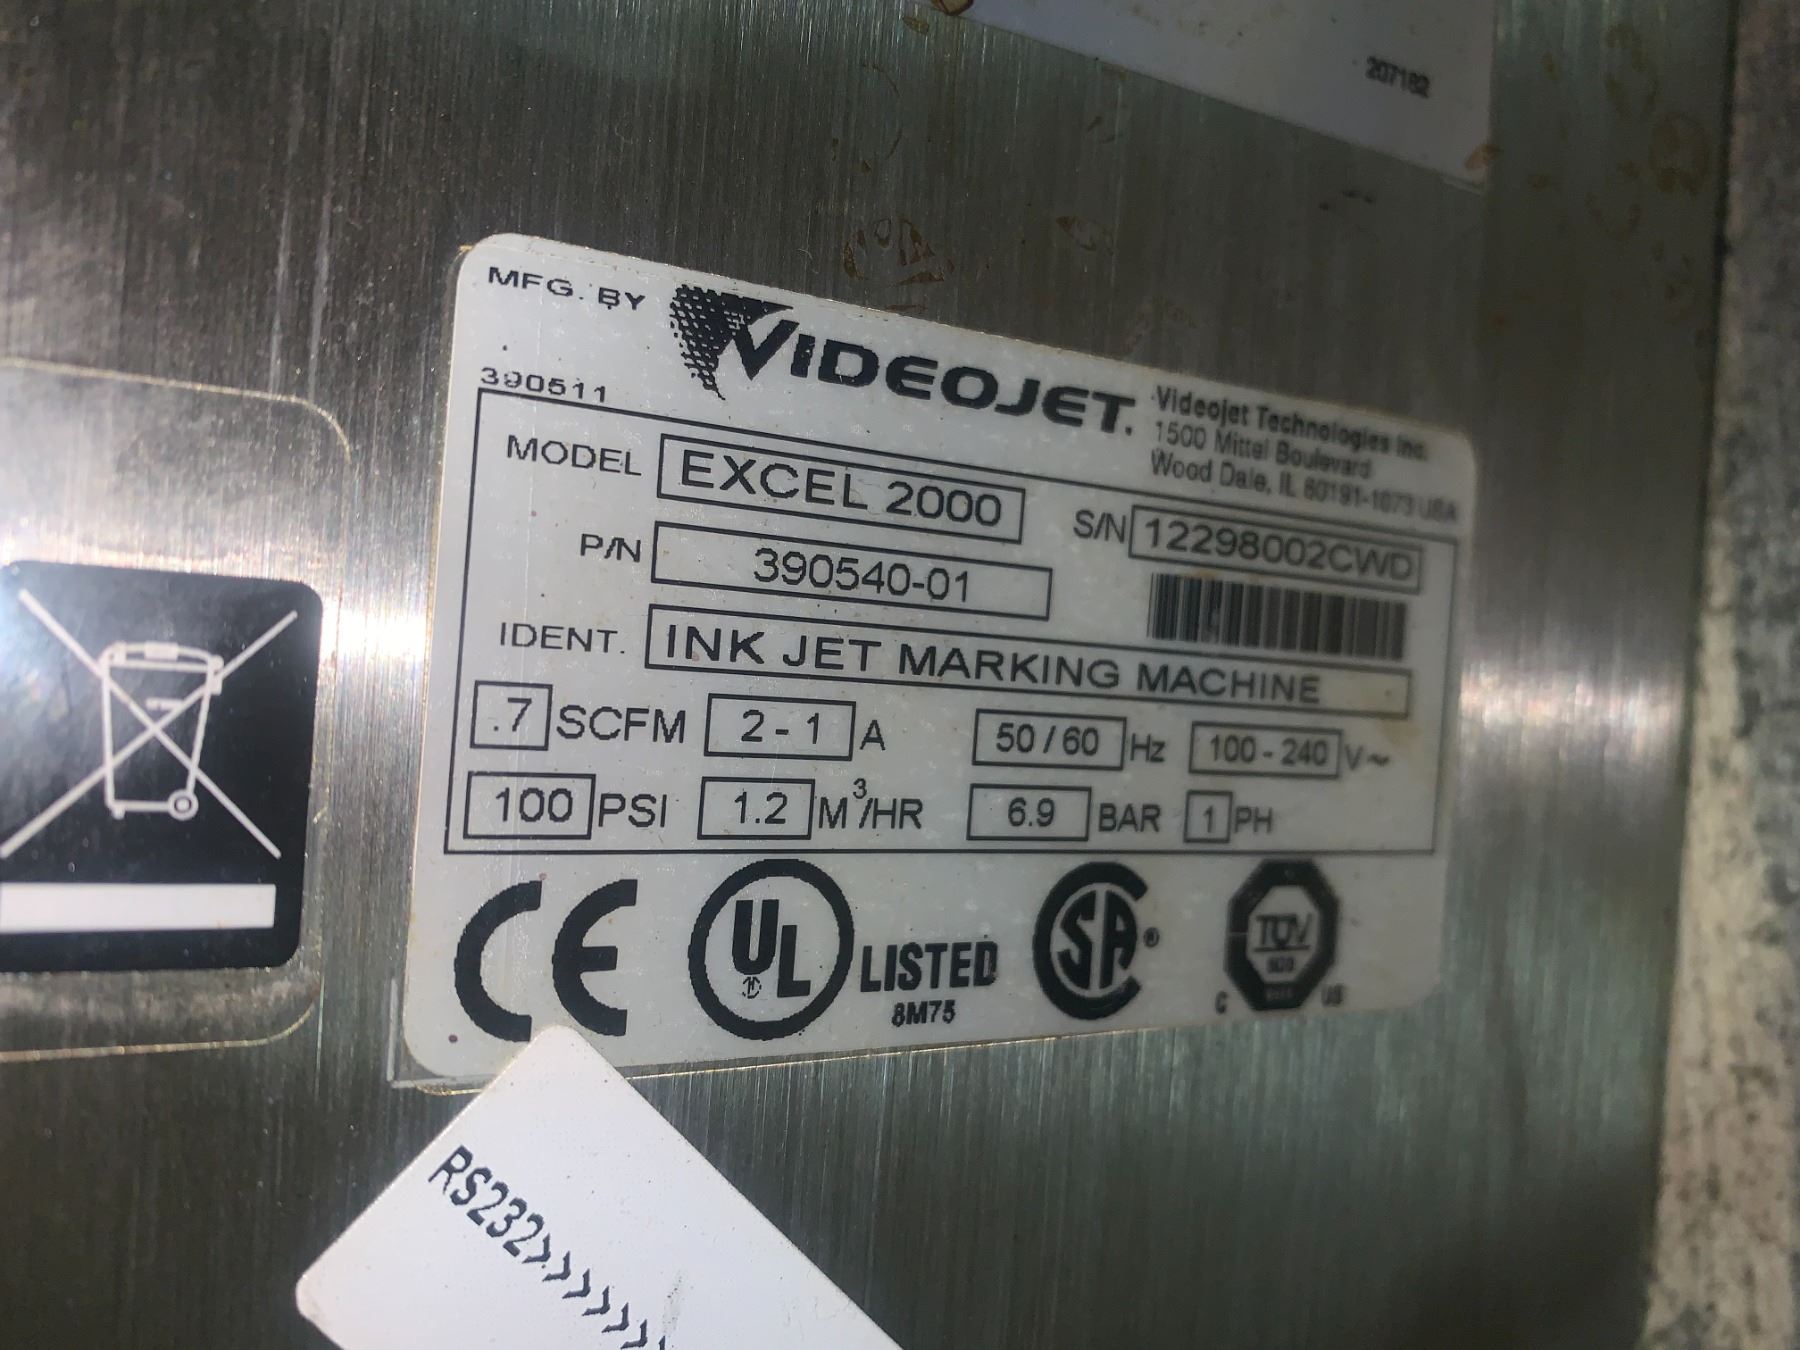 207182
MFG. BY VIDEOJET.
390511
Videojet Technologies Inc.
1500 Mittel Boulevard
Wood Dale, IL 60191-1073 USA
MODEL EXCEL 2000
S/N 12298002CWD
P/N 390540-01
IDENT. INK JET MARKING MACHINE
.7 SCFM 2-1 A 50/60 Hz 100-240 V~
100 PSI 1.2 M³/HR 6.9 BAR 1 PH
CE UL LISTED SA® TÜV
8M75
C US
RS232>>>>>>>>